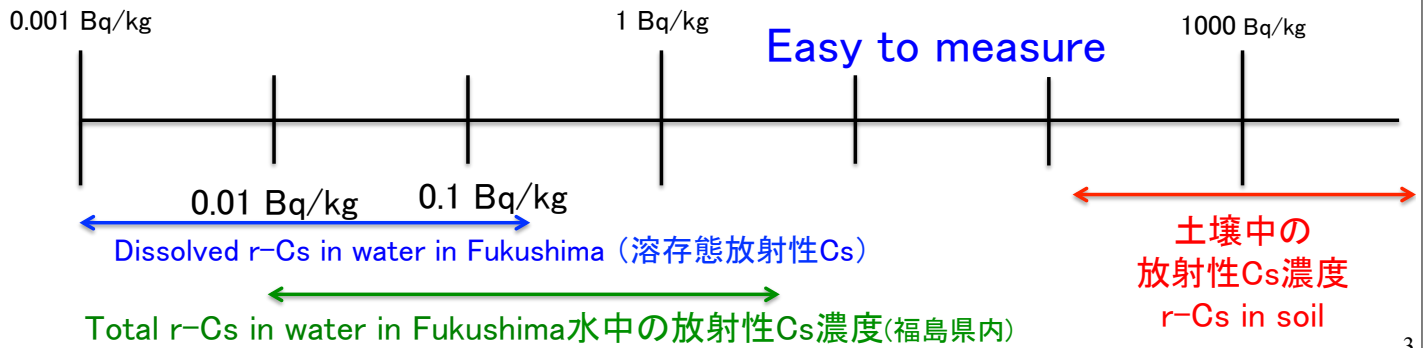 0.001 Bq/kg
1 Bq/kg
Easy to measure
1000 Bq/kg
0.01 Bq/kg
0.1 Bq/kg
Dissolved r-Cs in water in Fukushima（溶存態放射性Cs）
Total r-Cs in water in Fukushima水中の放射性Cs濃度(福島県内)
土壌中の
放射性Cs濃度
r-Cs in soil
3